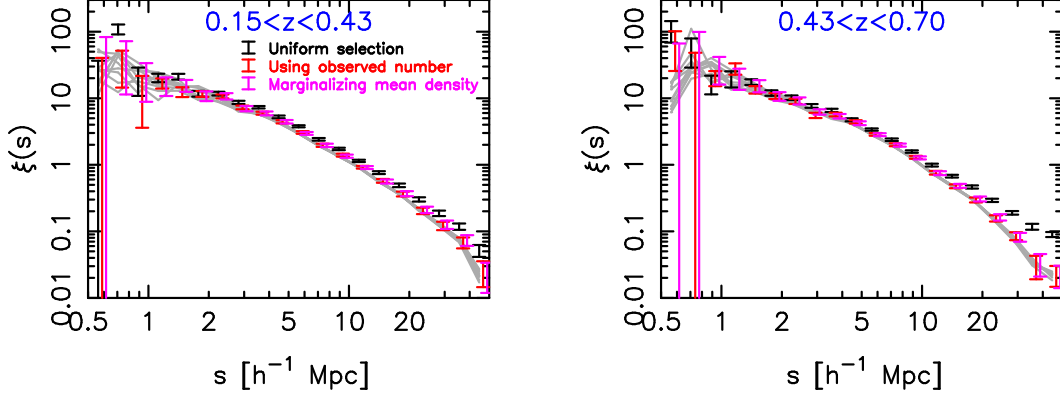 0.15<z<0.43
Uniform selection
Using observed number
Marginalizing mean density
ξ(s)
100
10
1
0.1
0.01
0.5 1 2 5 10 20
s [h⁻¹ Mpc]
0.43<z<0.70
ξ(s)
100
10
1
0.1
0.01
0.5 1 2 5 10 20
s [h⁻¹ Mpc]